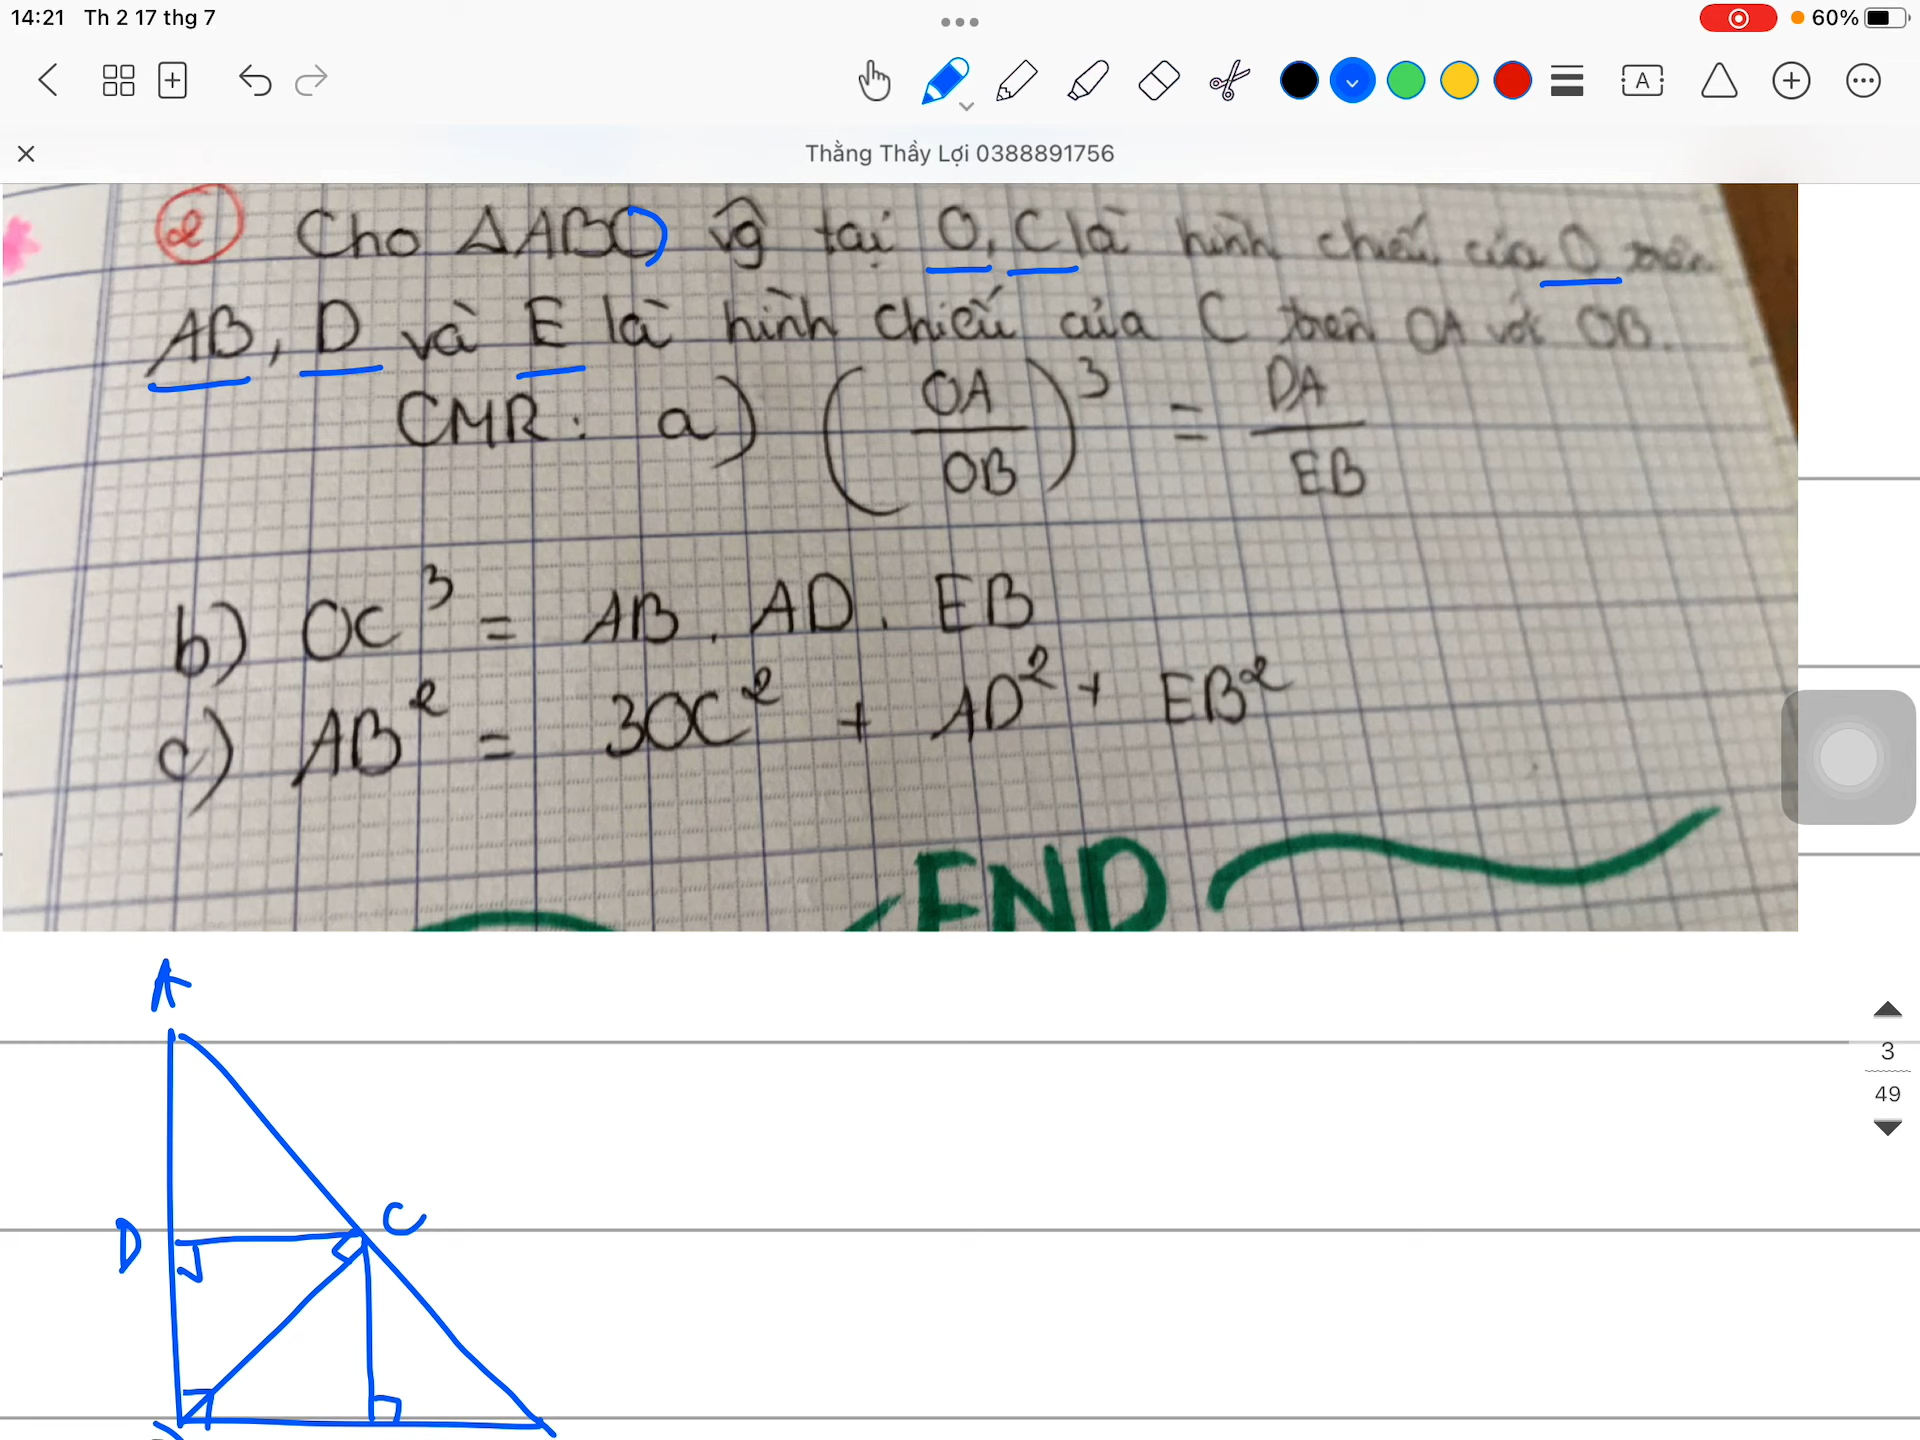 14:21 Th 2 17 thg 7
60%
A
Thằng Thầy Lợi 0388891756
② Cho ΔABO vg tại O, C là hình chiếu của O trên
AB, D và E là hình chiếu của C trên OA với OB.
CMR: a) (OA/OB)³ = DA/EB
b) OC³ = AB . AD . EB
c) AB² = 3OC² + AD² + EB²
END
A
3
49
D C